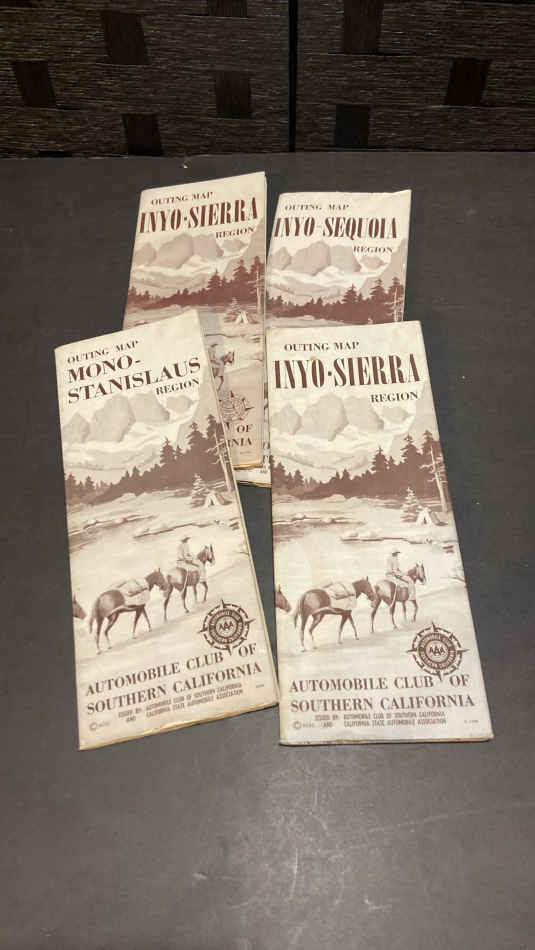 OUTING MAP
INYO-SIERRA
REGION
OF
RNIA
OUTING MAP
INYO-SEQUOIA
REGION
OUTING MAP
MONO-
STANISLAUS
REGION
AAA
AUTOMOBILE CLUB OF
SOUTHERN CALIFORNIA
ISSUED BY: AUTOMOBILE CLUB OF SOUTHERN CALIFORNIA
AND CALIFORNIA STATE AUTOMOBILE ASSOCIATION
OUTING MAP
INYO·SIERRA
REGION
AAA
AUTOMOBILE CLUB OF
SOUTHERN CALIFORNIA
ISSUED BY: AUTOMOBILE CLUB OF SOUTHERN CALIFORNIA
AND CALIFORNIA STATE AUTOMOBILE ASSOCIATION